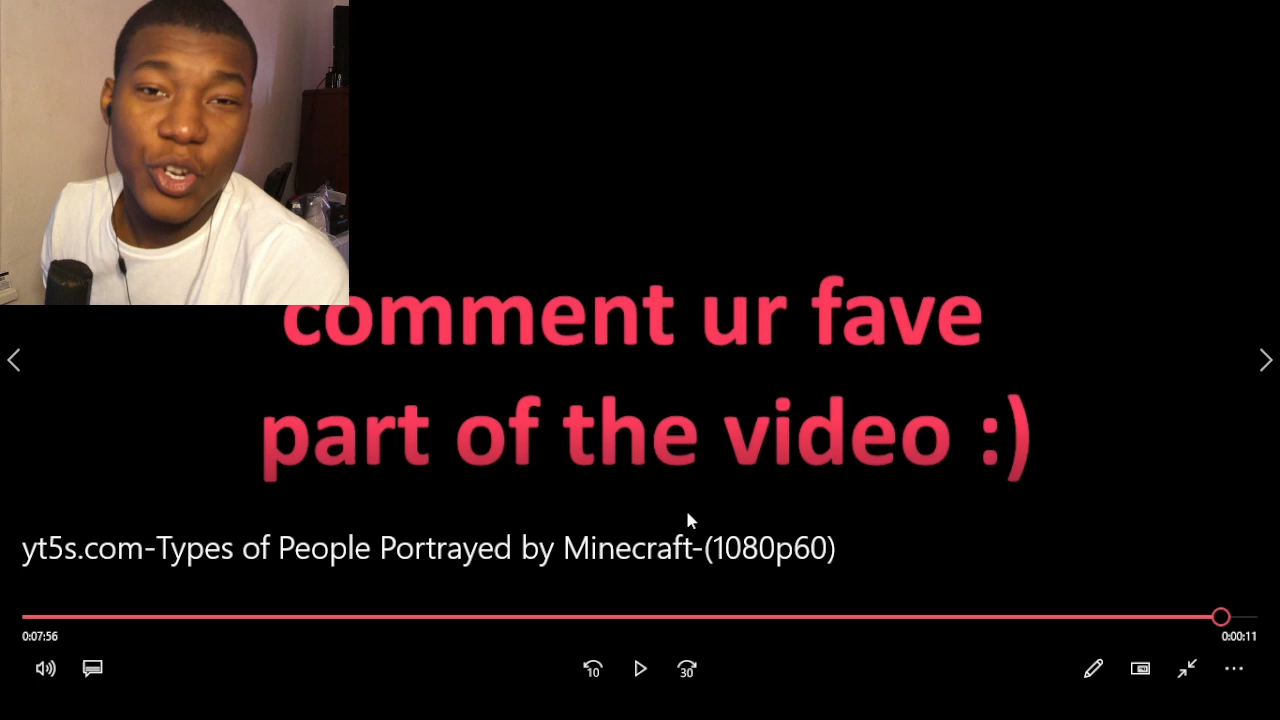 comment ur fave
part of the video :)
yt5s.com-Types of People Portrayed by Minecraft-(1080p60)
0:07:56
0:00:11
10
30